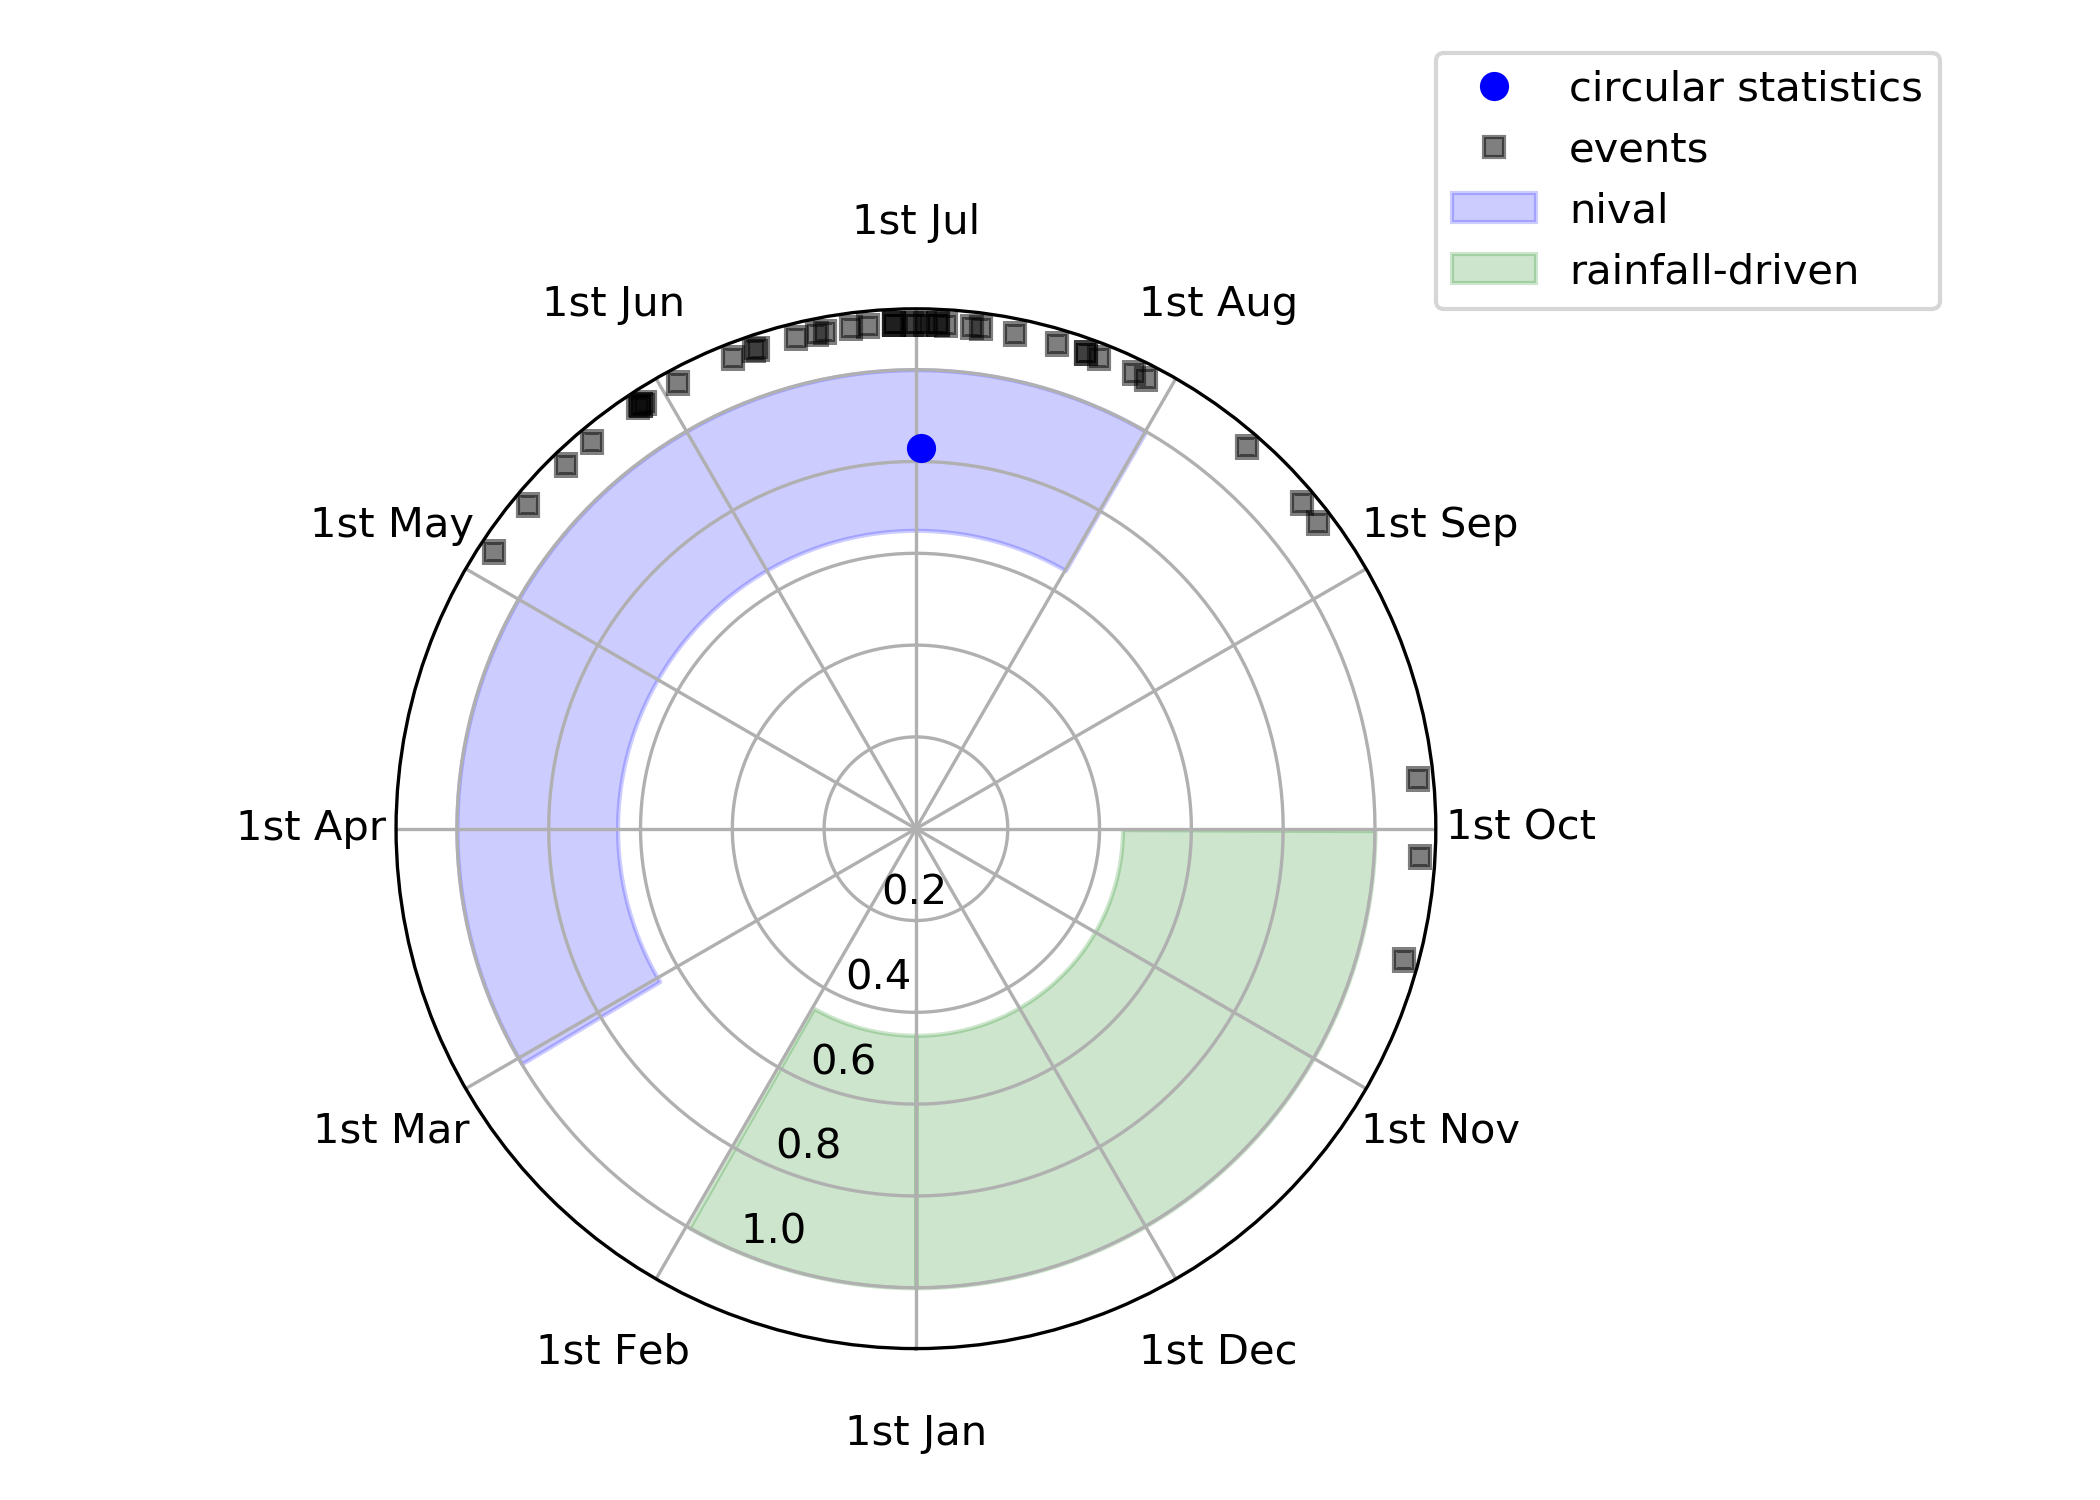 circular statistics
events
nival
rainfall-driven
1st Jul
1st Jun
1st Aug
1st May
1st Sep
1st Apr
1st Oct
0.2
0.4
0.6
1st Mar
1st Nov
0.8
1.0
1st Feb
1st Dec
1st Jan